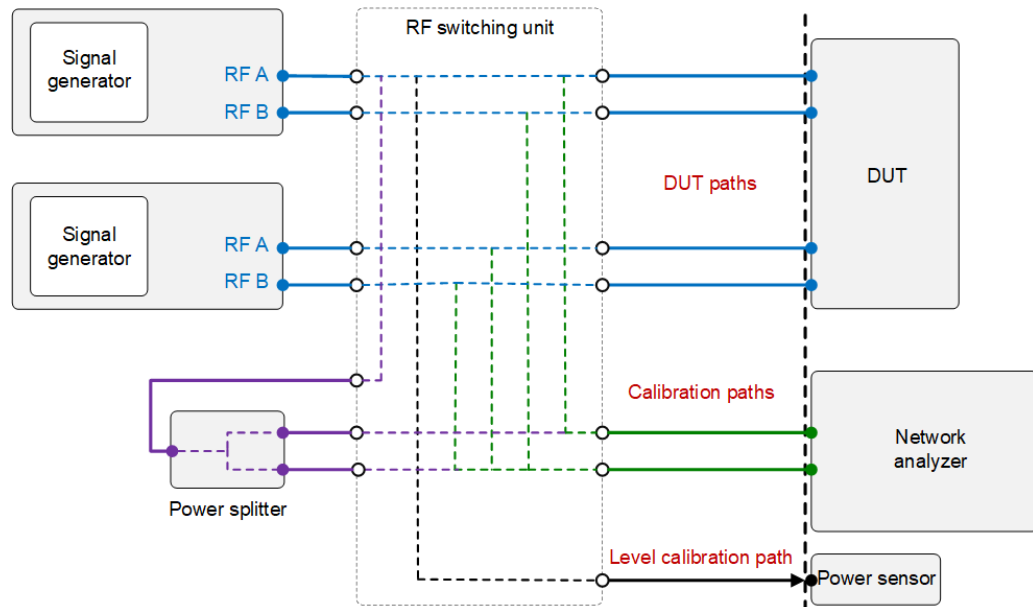 RF switching unit
Signal
generator
RF A
RF B
DUT paths
DUT
Signal
generator
RF A
RF B
Calibration paths
Network
analyzer
Power splitter
Level calibration path
Power sensor